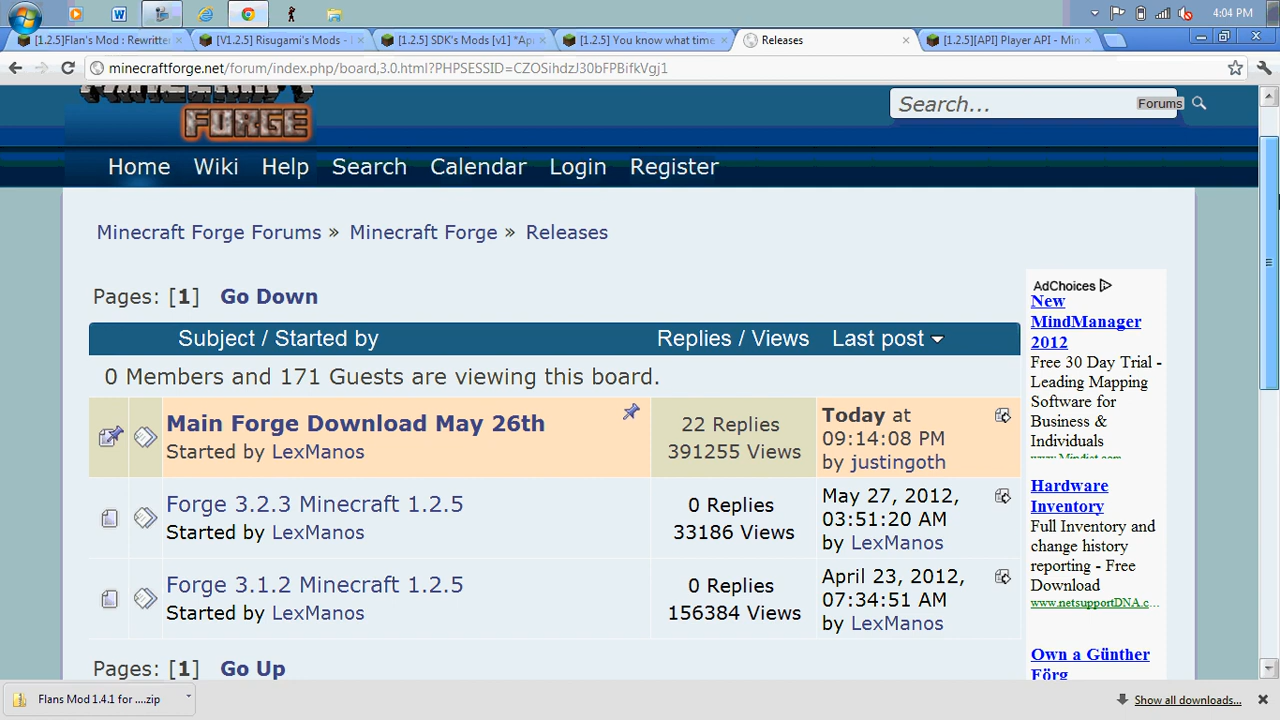 4:04 PM
[1.2.5]Flan's Mod : Rewritter
[V1.2.5] Risugami's Mods -
[1.2.5] SDK's Mods [v1] *Ap
[1.2.5] You know what time
Releases
[1.2.5][API] Player API - Min
minecraftforge.net/forum/index.php/board,3.0.html?PHPSESSID=CZOSihdzJ30bFPBifkVgj1
FORGE
Search... Forums
Home Wiki Help Search Calendar Login Register
Minecraft Forge Forums » Minecraft Forge » Releases
Pages: [1] Go Down
Subject / Started by Replies / Views Last post
0 Members and 171 Guests are viewing this board.
Main Forge Download May 26th
Started by LexManos
22 Replies
391255 Views
Today at
09:14:08 PM
by justingoth
Forge 3.2.3 Minecraft 1.2.5
Started by LexManos
0 Replies
33186 Views
May 27, 2012,
03:51:20 AM
by LexManos
Forge 3.1.2 Minecraft 1.2.5
Started by LexManos
0 Replies
156384 Views
April 23, 2012,
07:34:51 AM
by LexManos
Pages: [1] Go Up
AdChoices
New
MindManager
2012
Free 30 Day Trial -
Leading Mapping
Software for
Business &
Individuals
Hardware
Inventory
Full Inventory and
change history
reporting - Free
Download
www.netsupportDNA.c...
Own a Günther
Förg
Flans Mod 1.4.1 for ....zip
Show all downloads...